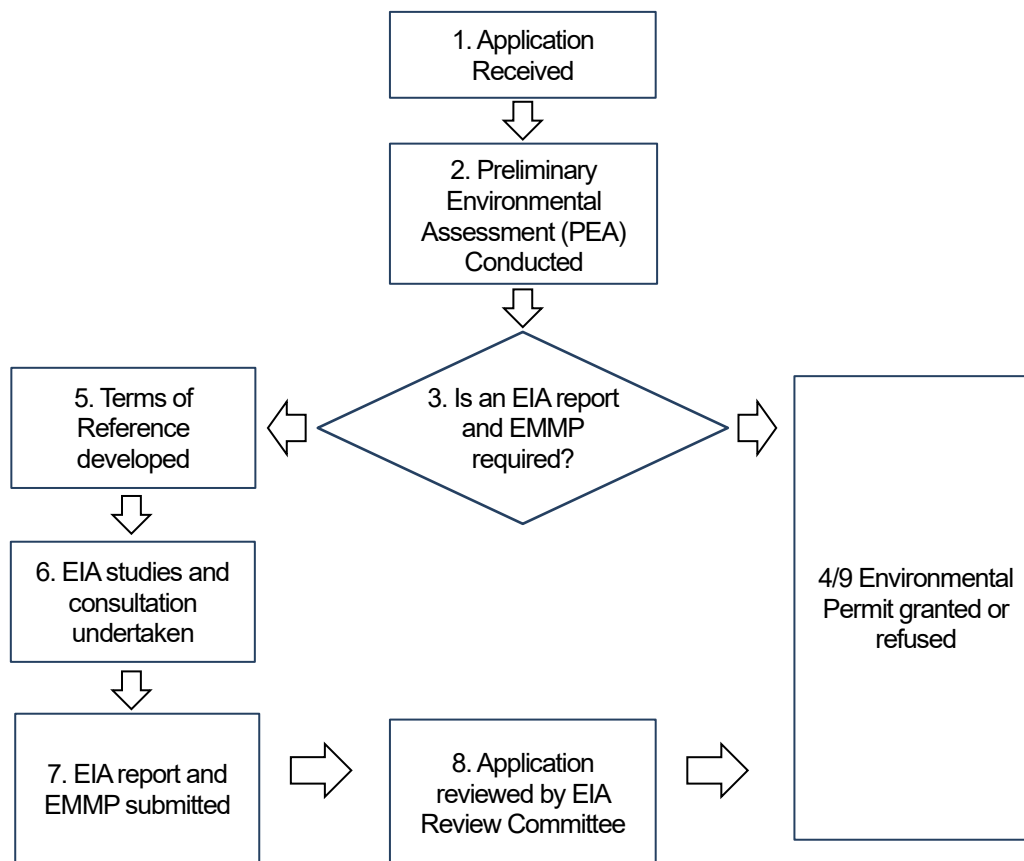 1. Application
Received
2. Preliminary
Environmental
Assessment (PEA)
Conducted
3. Is an EIA report
and EMMP
required?
4/9 Environmental
Permit granted or
refused
5. Terms of
Reference
developed
6. EIA studies and
consultation
undertaken
7. EIA report and
EMMP submitted
8. Application
reviewed by EIA
Review Committee